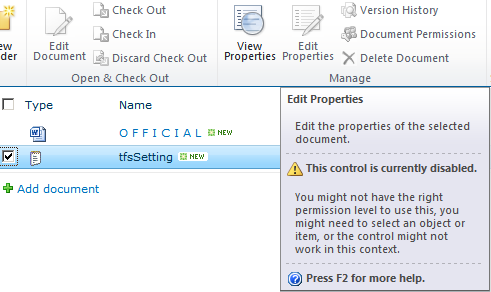 ew
lder
Edit
Document
Check Out
Check In
Discard Check Out
Open & Check Out
View
Properties
Edit
Properties
Version History
Document Permissions
Delete Document
Manage
Type Name
O F F I C I A L NEW
tfsSetting NEW
Add document
Edit Properties
Edit the properties of the selected
document.
This control is currently disabled.
You might not have the right
permission level to use this, you
might need to select an object or
item, or the control might not
work in this context.
Press F2 for more help.